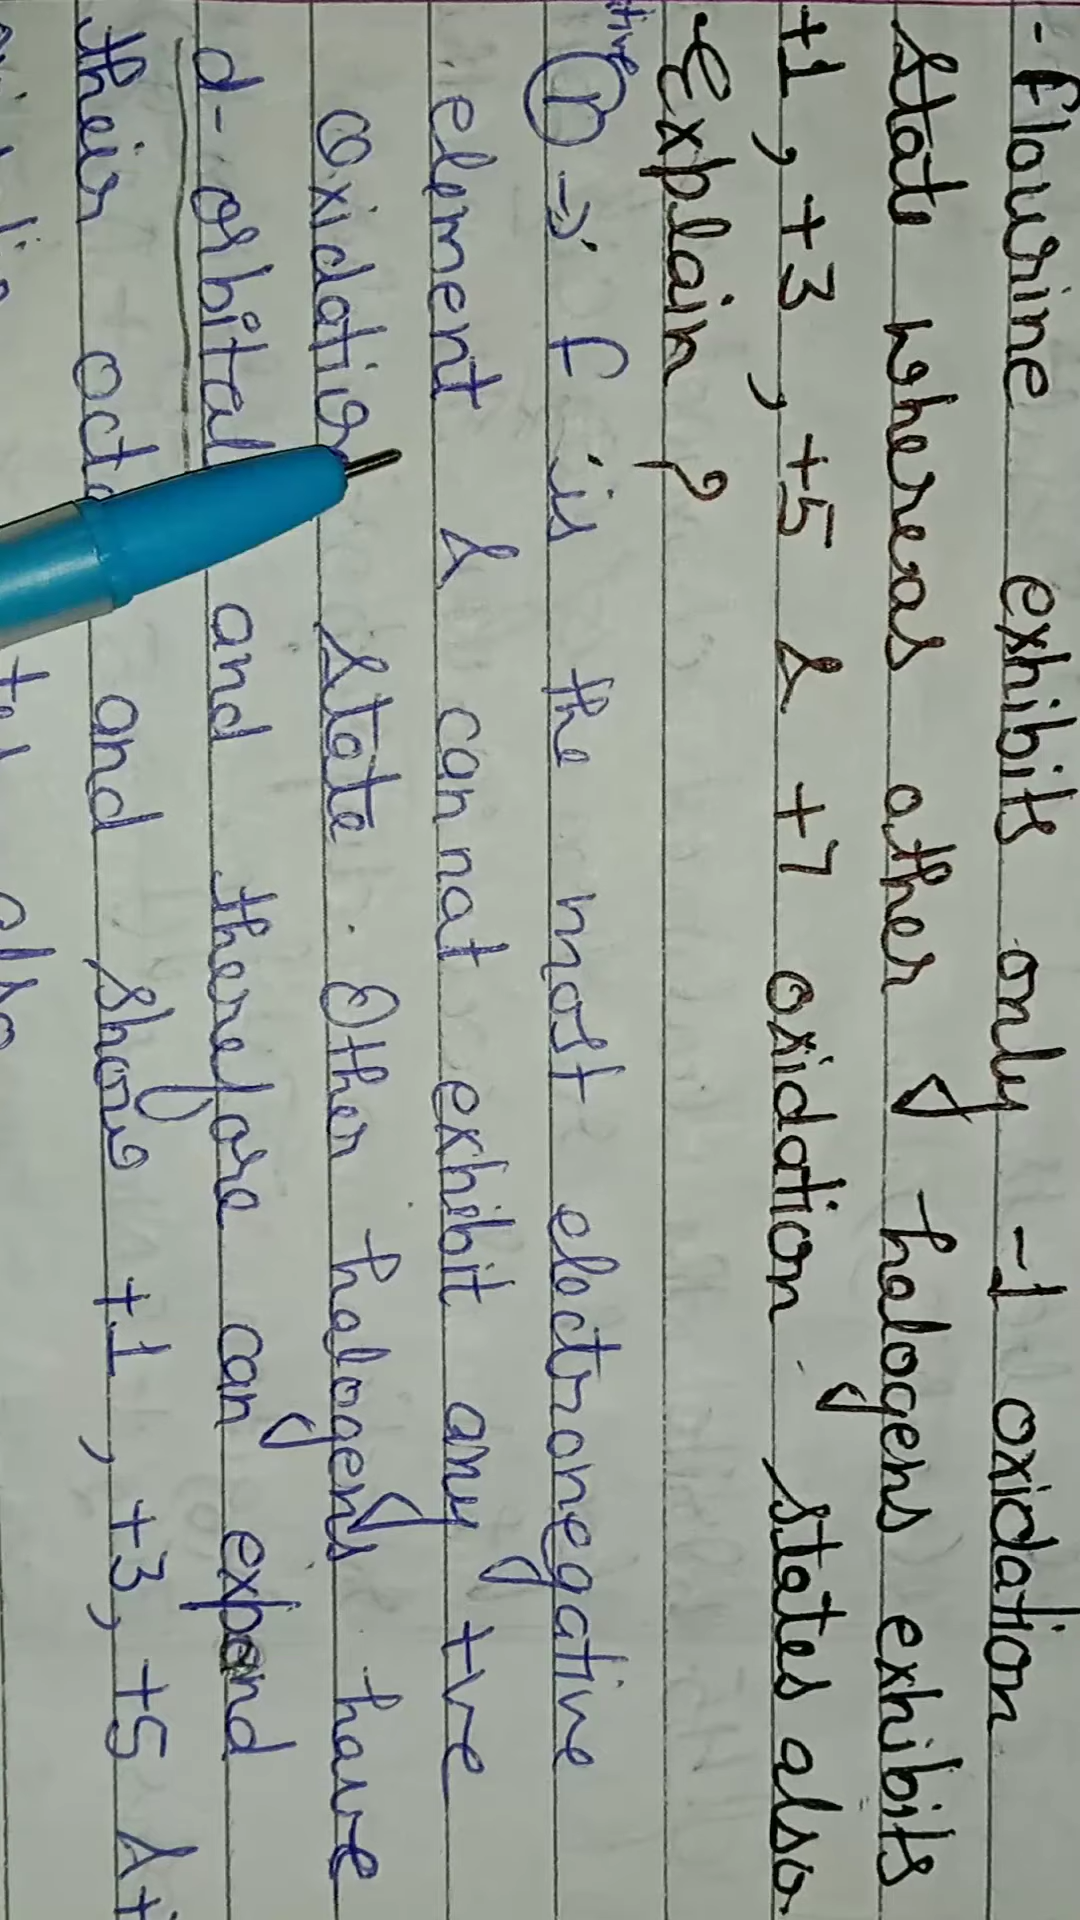 - Flourine exhibits only -1 oxidation
state whereas other halogens exhibits
+1, +3, +5 & +7 oxidation states also
Explain?
① → F is the most electronegative
element & cannot exhibit any +ve
oxidation state. Other halogens have
d-orbital and therefore can expand
their and show +1, +3, +5 &